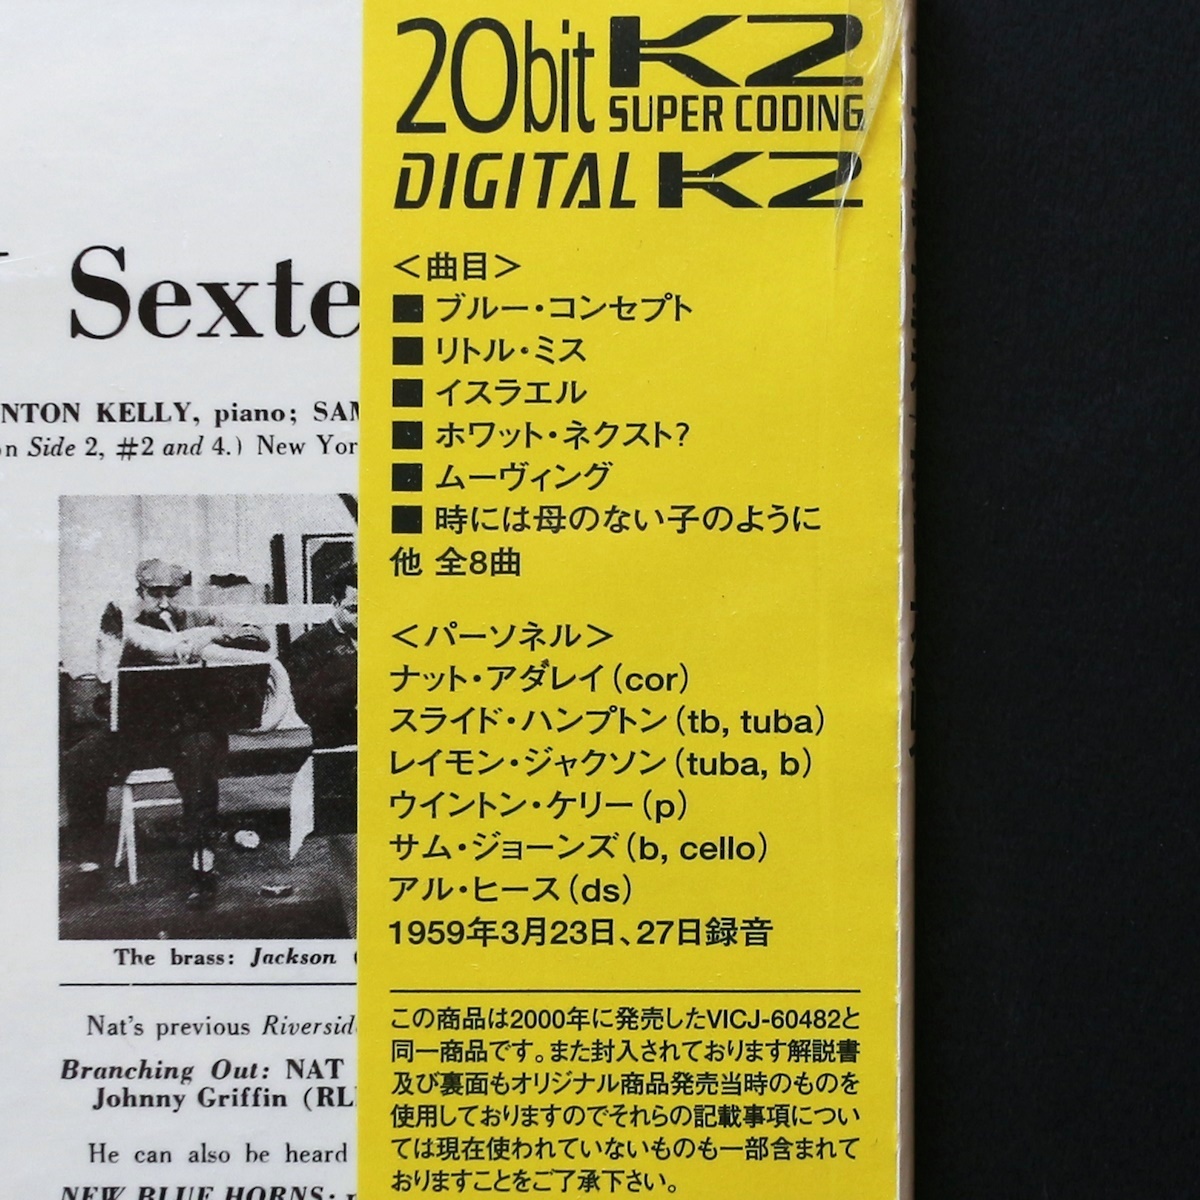 Sexte
NTON KELLY, piano; SAM
on Side 2, #2 and 4.) New Yor
The brass: Jackson
Nat's previous Riverside
Branching Out: NAT
Johnny Griffin (RL
He can also be heard
NEW BLUE HORNS:
20bit K2
SUPER CODING
DIGITAL K2
＜曲目＞
■ ブルー・コンセプト
■ リトル・ミス
■ イスラエル
■ ホワット・ネクスト?
■ ムーヴィング
■ 時には母のない子のように
他 全8曲
＜パーソネル＞
ナット・アダレイ(cor)
スライド・ハンプトン(tb, tuba)
レイモン・ジャクソン(tuba, b)
ウイントン・ケリー(p)
サム・ジョーンズ(b, cello)
アル・ヒース(ds)
1959年3月23日、27日録音
この商品は2000年に発売したVICJ-60482と
同一商品です。また封入されております解説書
及び裏面もオリジナル商品発売当時のものを
使用しておりますのでそれらの記載事項につい
ては現在使われていないものも一部含まれて
おりますことをご了承下さい。